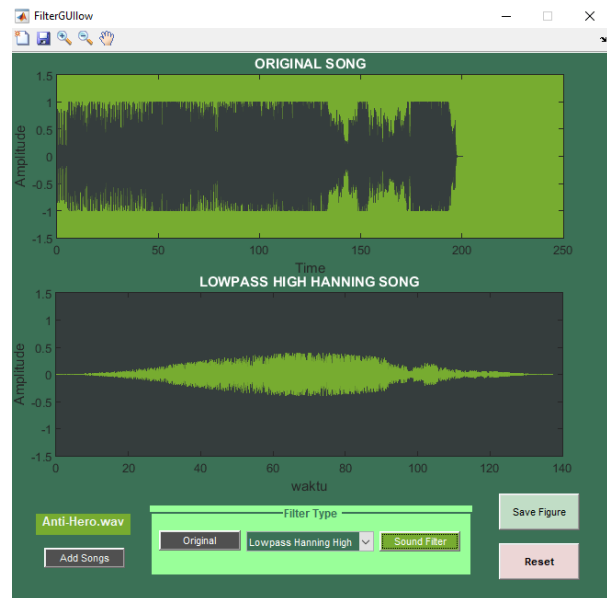 FilterGUIlow
ORIGINAL SONG
1.5
1
0.5
0
-0.5
-1
-1.5
Amplitude
0 50 100 150 200 250
Time
LOWPASS HIGH HANNING SONG
1.5
1
0.5
0
-0.5
-1
-1.5
Amplitude
0 20 40 60 80 100 120 140
waktu
Anti-Hero.wav
Add Songs
Filter Type
Original
Lowpass Hanning High
Sound Filter
Save Figure
Reset